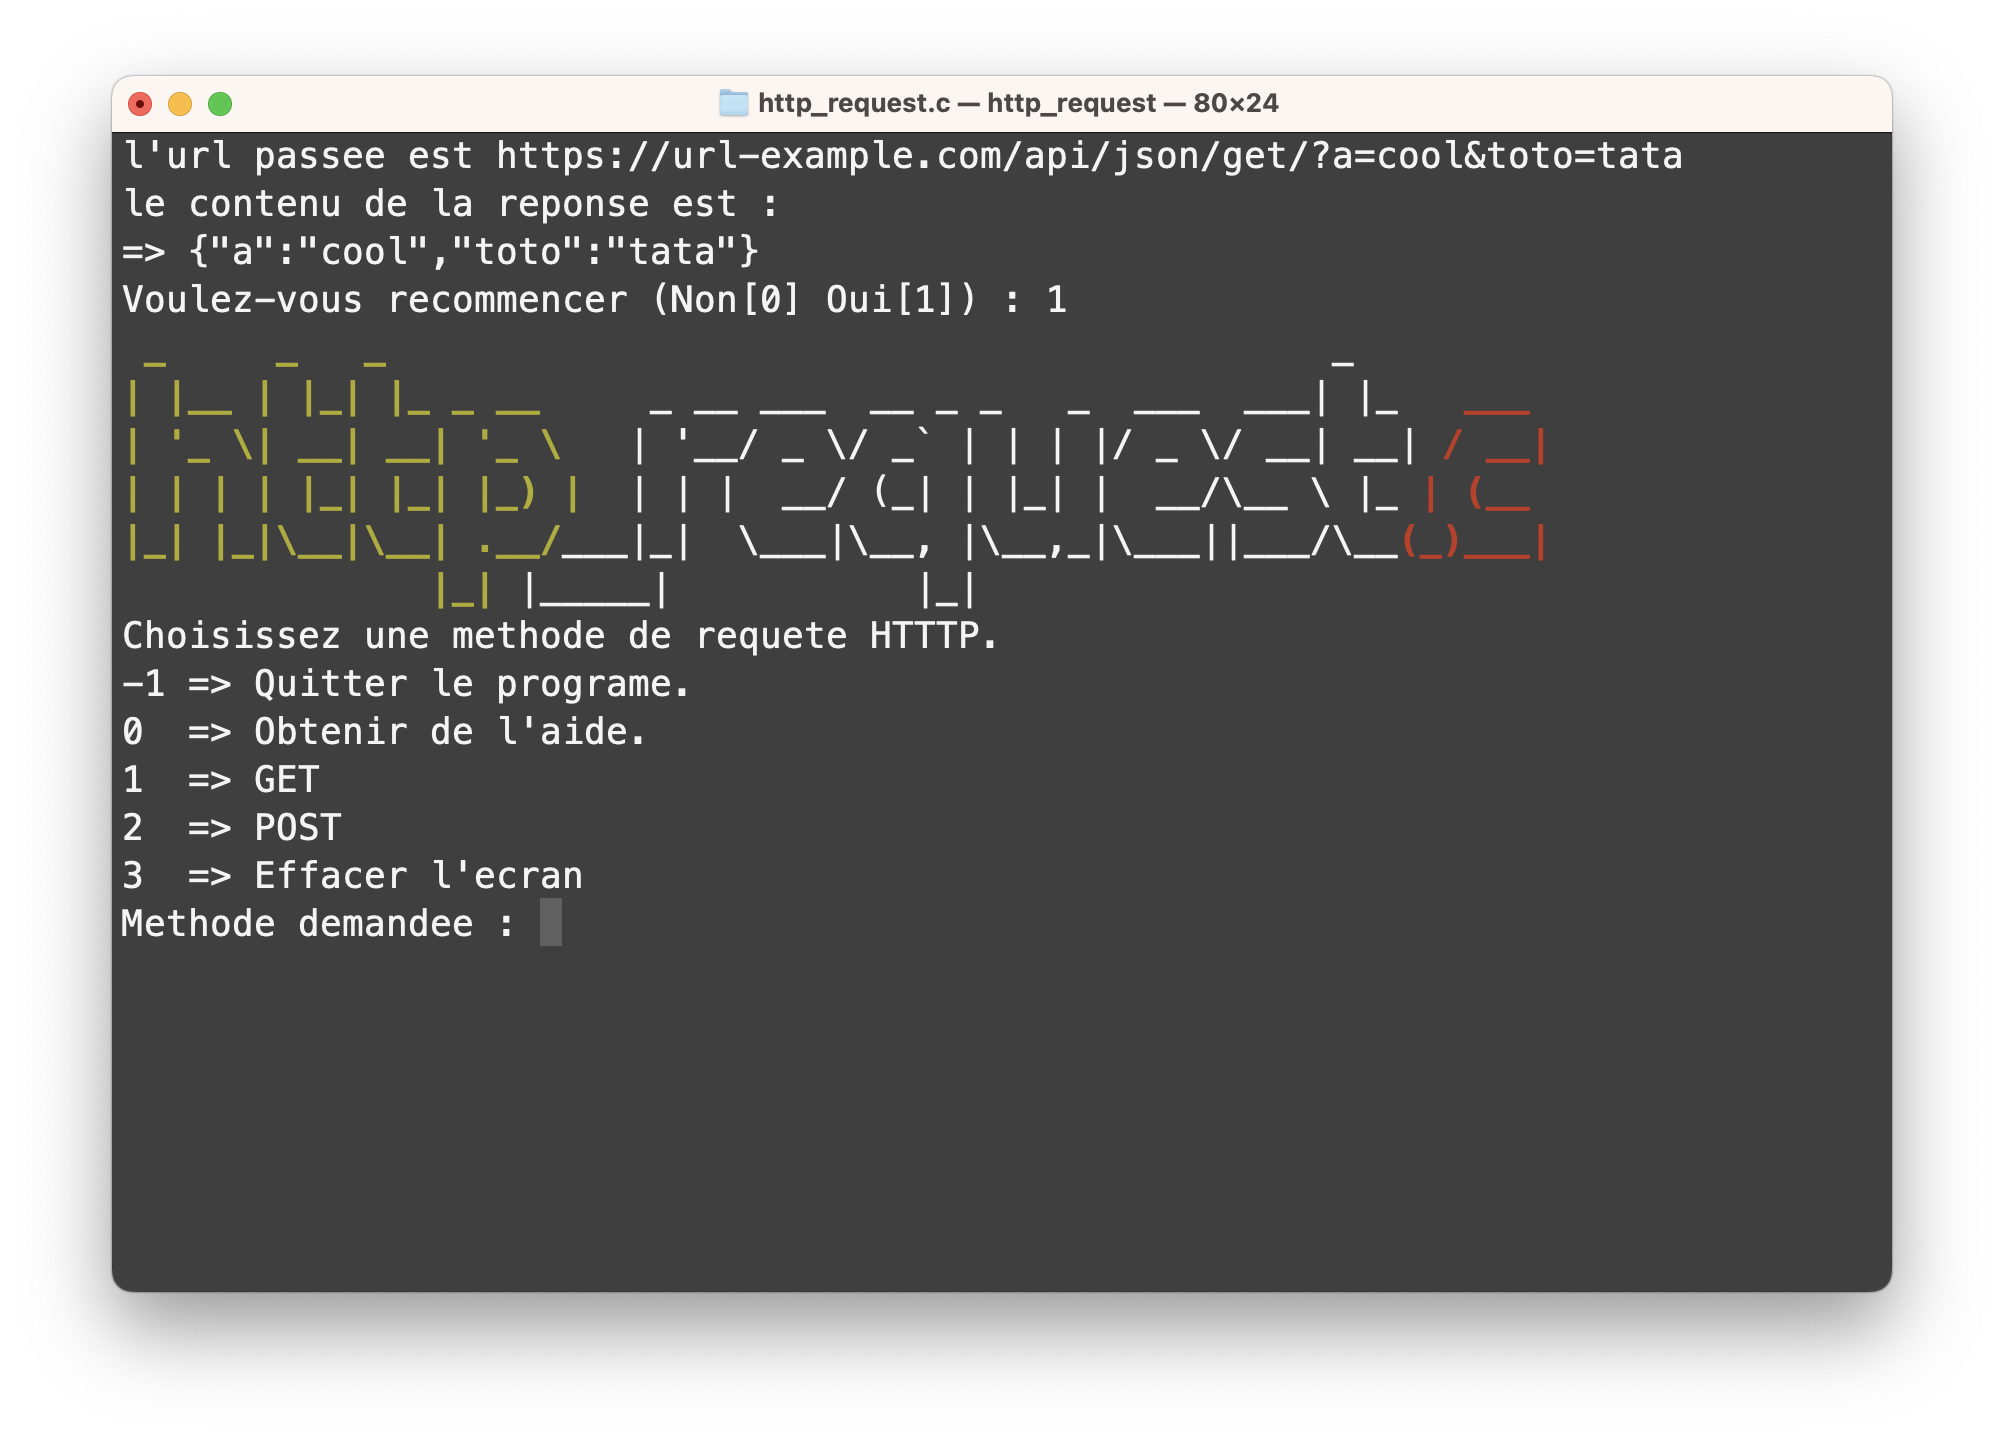 http_request.c — http_request — 80×24
l'url passee est https://url-example.com/api/json/get/?a=cool&toto=tata
le contenu de la reponse est :
=> {"a":"cool","toto":"tata"}
Voulez-vous recommencer (Non[0] Oui[1]) : 1
http_request.c
Choisissez une methode de requete HTTTP.
-1 => Quitter le programe.
0  => Obtenir de l'aide.
1  => GET
2  => POST
3  => Effacer l'ecran
Methode demandee :